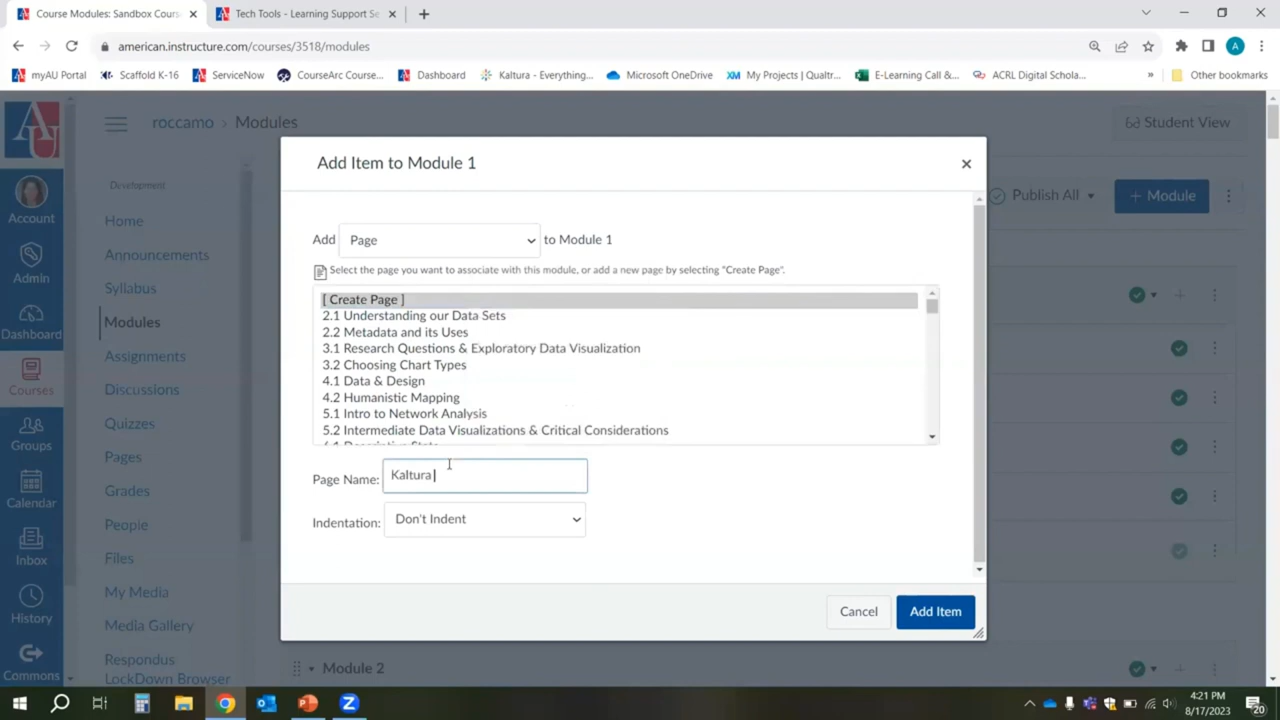 Course Modules: Sandbox Cours
Tech Tools - Learning Support Se
american.instructure.com/courses/3518/modules
A
myAU Portal
Scaffold K-16
ServiceNow
CourseArc Course...
Dashboard
Kaltura - Everything...
Microsoft OneDrive
My Projects | Qualtr...
E-Learning Call &...
ACRL Digital Schola...
»
Other bookmarks
roccamo > Modules
Student View
Account
Admin
Dashboard
Courses
Groups
Calendar
Inbox
History
Commons
Development
Home
Announcements
Syllabus
Modules
Assignments
Discussions
Quizzes
Pages
Grades
People
Files
My Media
Media Gallery
Respondus
LockDown Browser
Publish All
+ Module
Add Item to Module 1
Add Page to Module 1
Select the page you want to associate with this module, or add a new page by selecting "Create Page".
[ Create Page ]
2.1 Understanding our Data Sets
2.2 Metadata and its Uses
3.1 Research Questions & Exploratory Data Visualization
3.2 Choosing Chart Types
4.1 Data & Design
4.2 Humanistic Mapping
5.1 Intro to Network Analysis
5.2 Intermediate Data Visualizations & Critical Considerations
Page Name: Kaltura
Indentation: Don't Indent
Cancel
Add Item
Module 2
4:21 PM
8/17/2023
20